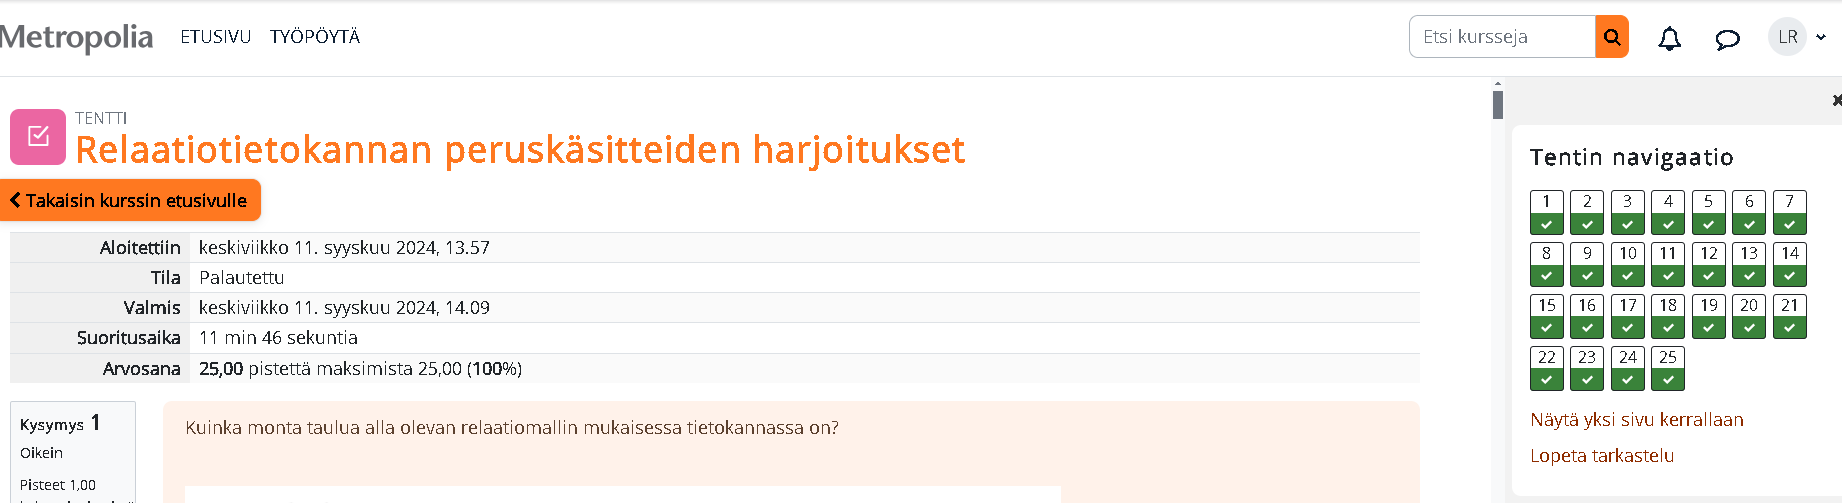 Metropolia ETUSIVU TYÖPÖYTÄ Etsi kursseja LR
TENTTI
Relaatiotietokannan peruskäsitteiden harjoitukset
Takaisin kurssin etusivulle
Aloitettiin keskiviikko 11. syyskuu 2024, 13.57
Tila Palautettu
Valmis keskiviikko 11. syyskuu 2024, 14.09
Suoritusaika 11 min 46 sekuntia
Arvosana 25,00 pistettä maksimista 25,00 (100%)
Kysymys 1
Oikein
Pisteet 1,00
Kuinka monta taulua alla olevan relaatiomallin mukaisessa tietokannassa on?
Tentin navigaatio
1 2 3 4 5 6 7
8 9 10 11 12 13 14
15 16 17 18 19 20 21
22 23 24 25
Näytä yksi sivu kerrallaan
Lopeta tarkastelu